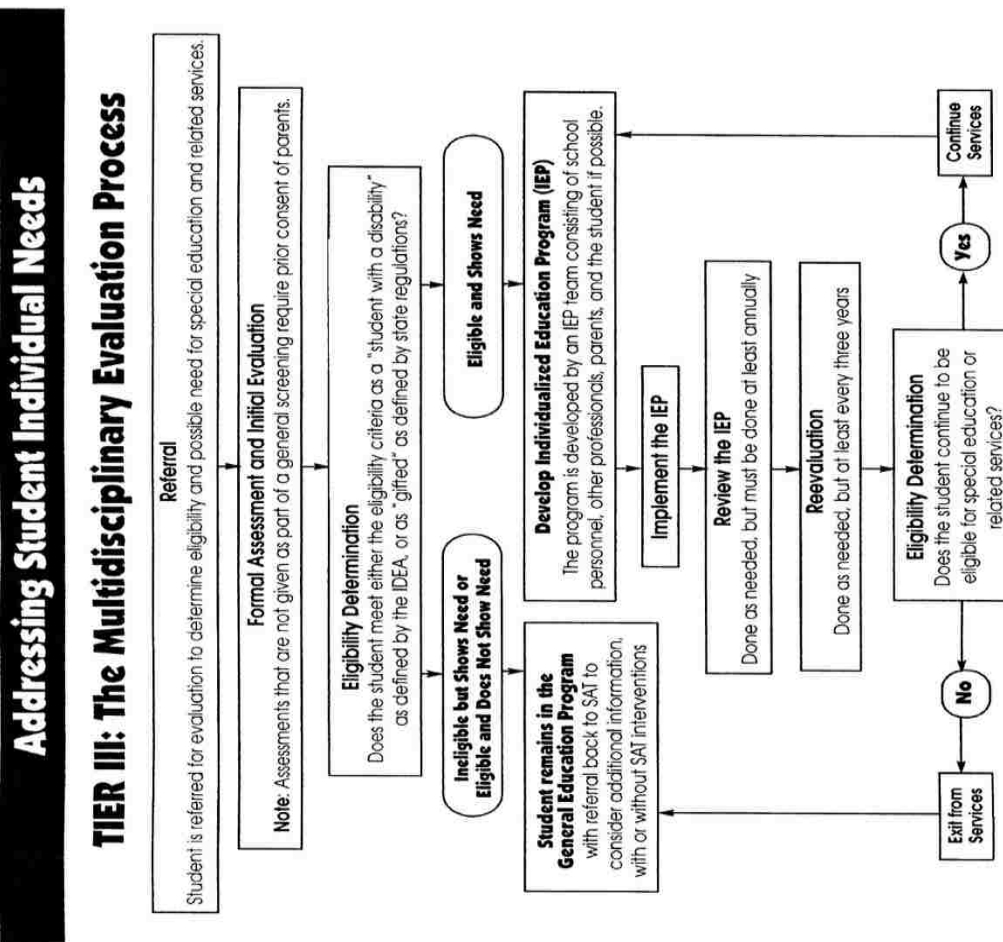 Addressing Student Individual Needs
TIER III: The Multidisciplinary Evaluation Process
Referral
Student is referred for evaluation to determine eligibility and possible need for special education and related services.
Formal Assessment and Initial Evaluation
Note: Assessments that are not given as part of a general screening require prior consent of parents.
Eligibility Determination
Does the student meet either the eligibility criteria as a "student with a disability"
as defined by the IDEA, or as "gifted" as defined by state regulations?
Ineligible but Shows Need or
Eligible and Does Not Show Need
Eligible and Shows Need
Student remains in the
General Education Program
with referral back to SAT to
consider additional information,
with or without SAT interventions
Develop Individualized Education Program (IEP)
The program is developed by an IEP team consisting of school
personnel, other professionals, parents, and the student if possible.
Implement the IEP
Review the IEP
Done as needed, but must be done at least annually
Reevaluation
Done as needed, but at least every three years
Eligibility Determination
Does the student continue to be
eligible for special education or
related services?
No
Yes
Exit from
Services
Continue
Services